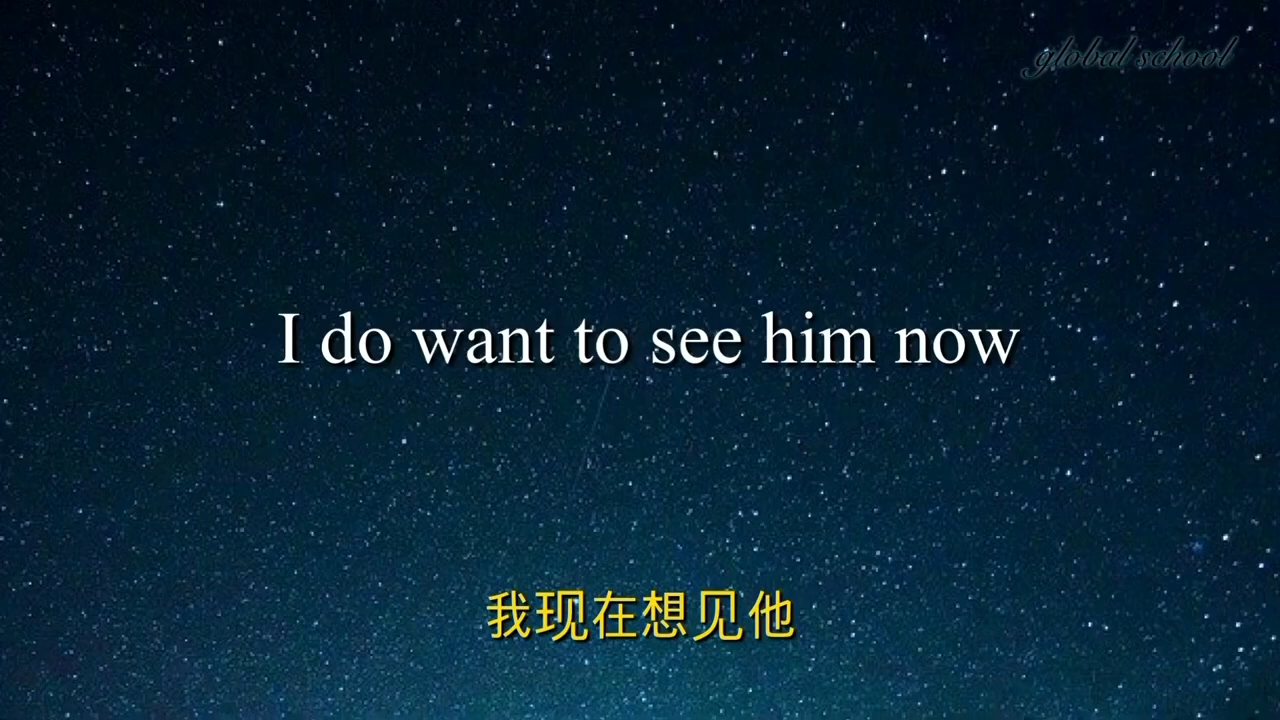 global school
I do want to see him now
我现在想见他